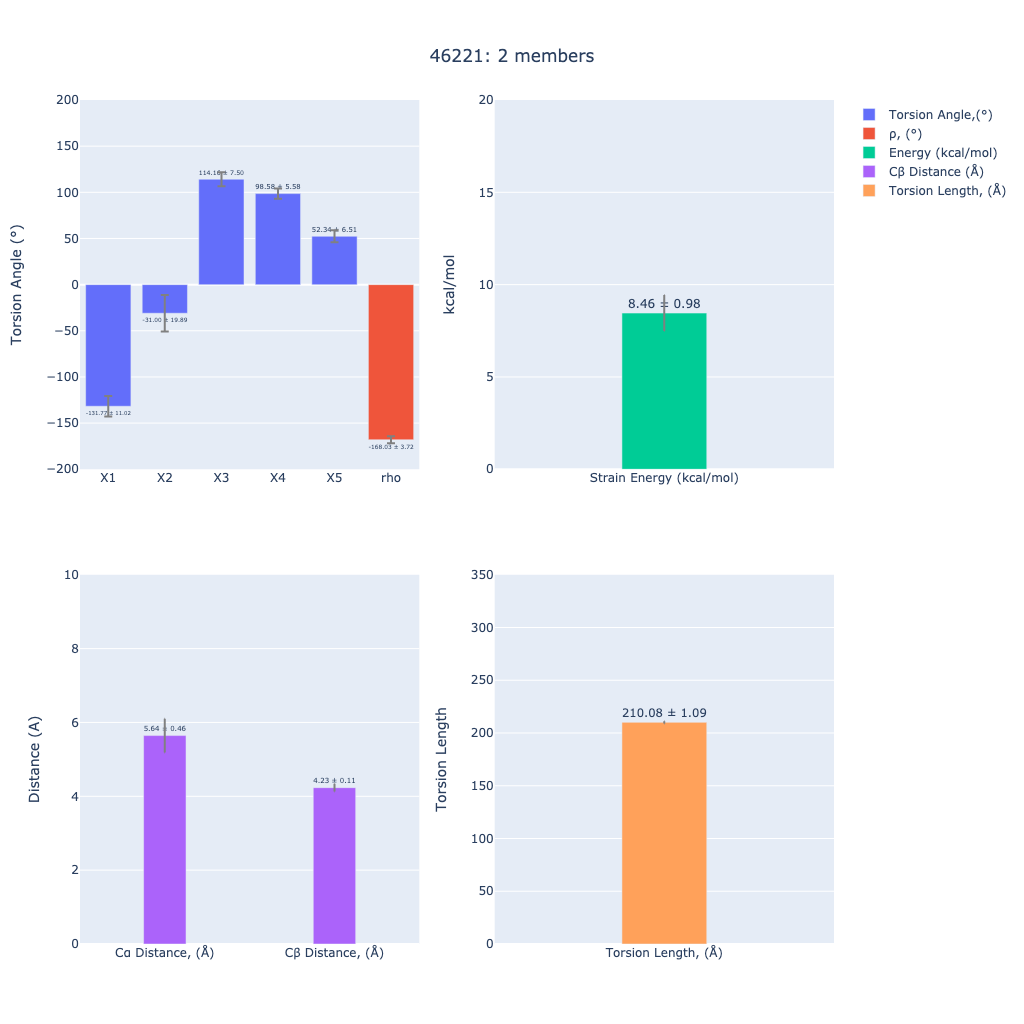 46221: 2 members
Torsion Angle (°)
200
150
100
50
0
−50
−100
−150
−200
114.16 ± 7.50
98.58 ± 5.58
52.34 ± 6.51
-31.00 ± 19.89
-131.77 ± 11.02
-168.03 ± 3.72
X1 X2 X3 X4 X5 rho
kcal/mol
20
15
10
5
0
8.46 ± 0.98
Strain Energy (kcal/mol)
Torsion Angle,(°)
ρ, (°)
Energy (kcal/mol)
Cβ Distance (Å)
Torsion Length, (Å)
Distance (A)
10
8
6
4
2
0
5.64 ± 0.46
4.23 ± 0.11
Cα Distance, (Å) Cβ Distance, (Å)
Torsion Length
350
300
250
200
150
100
50
0
210.08 ± 1.09
Torsion Length, (Å)